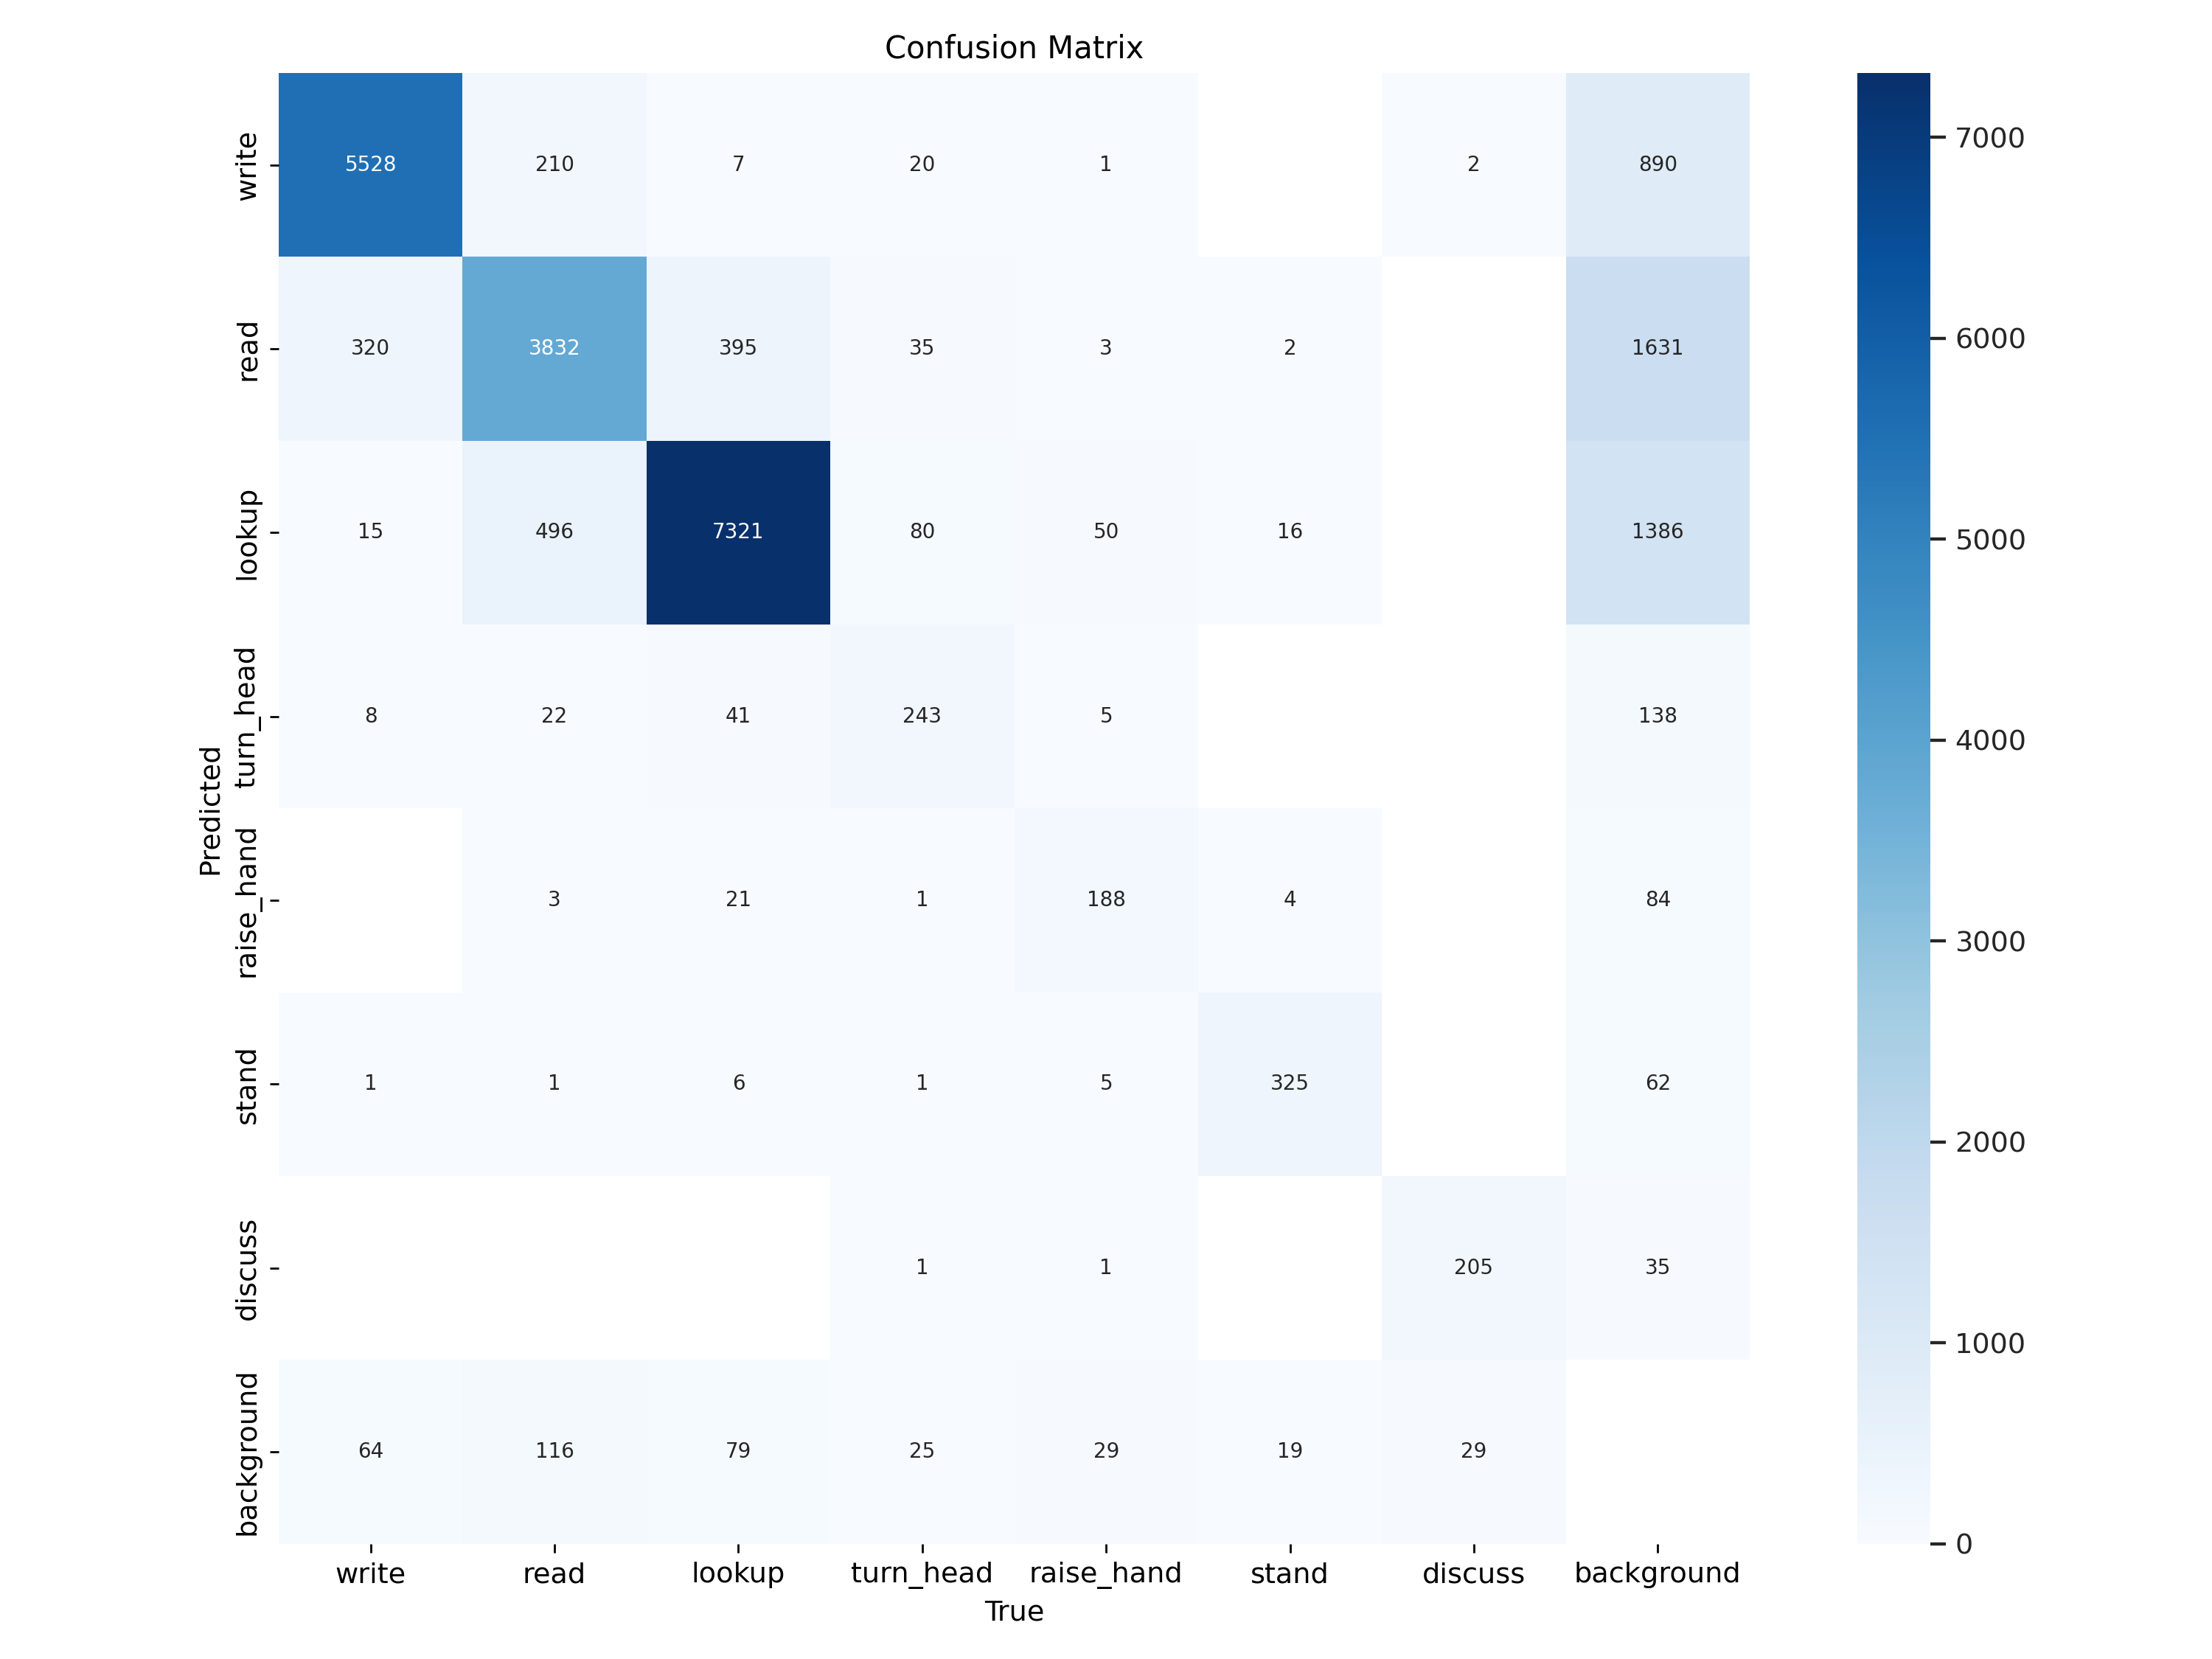 Confusion Matrix
write 5528 210 7 20 1 2 890
read 320 3832 395 35 3 2 1631
lookup 15 496 7321 80 50 16 1386
turn_head 8 22 41 243 5 138
raise_hand 3 21 1 188 4 84
stand 1 1 6 1 5 325 62
discuss 1 1 205 35
background 64 116 79 25 29 19 29
Predicted
write read lookup turn_head raise_hand stand discuss background
True
7000
6000
5000
4000
3000
2000
1000
0